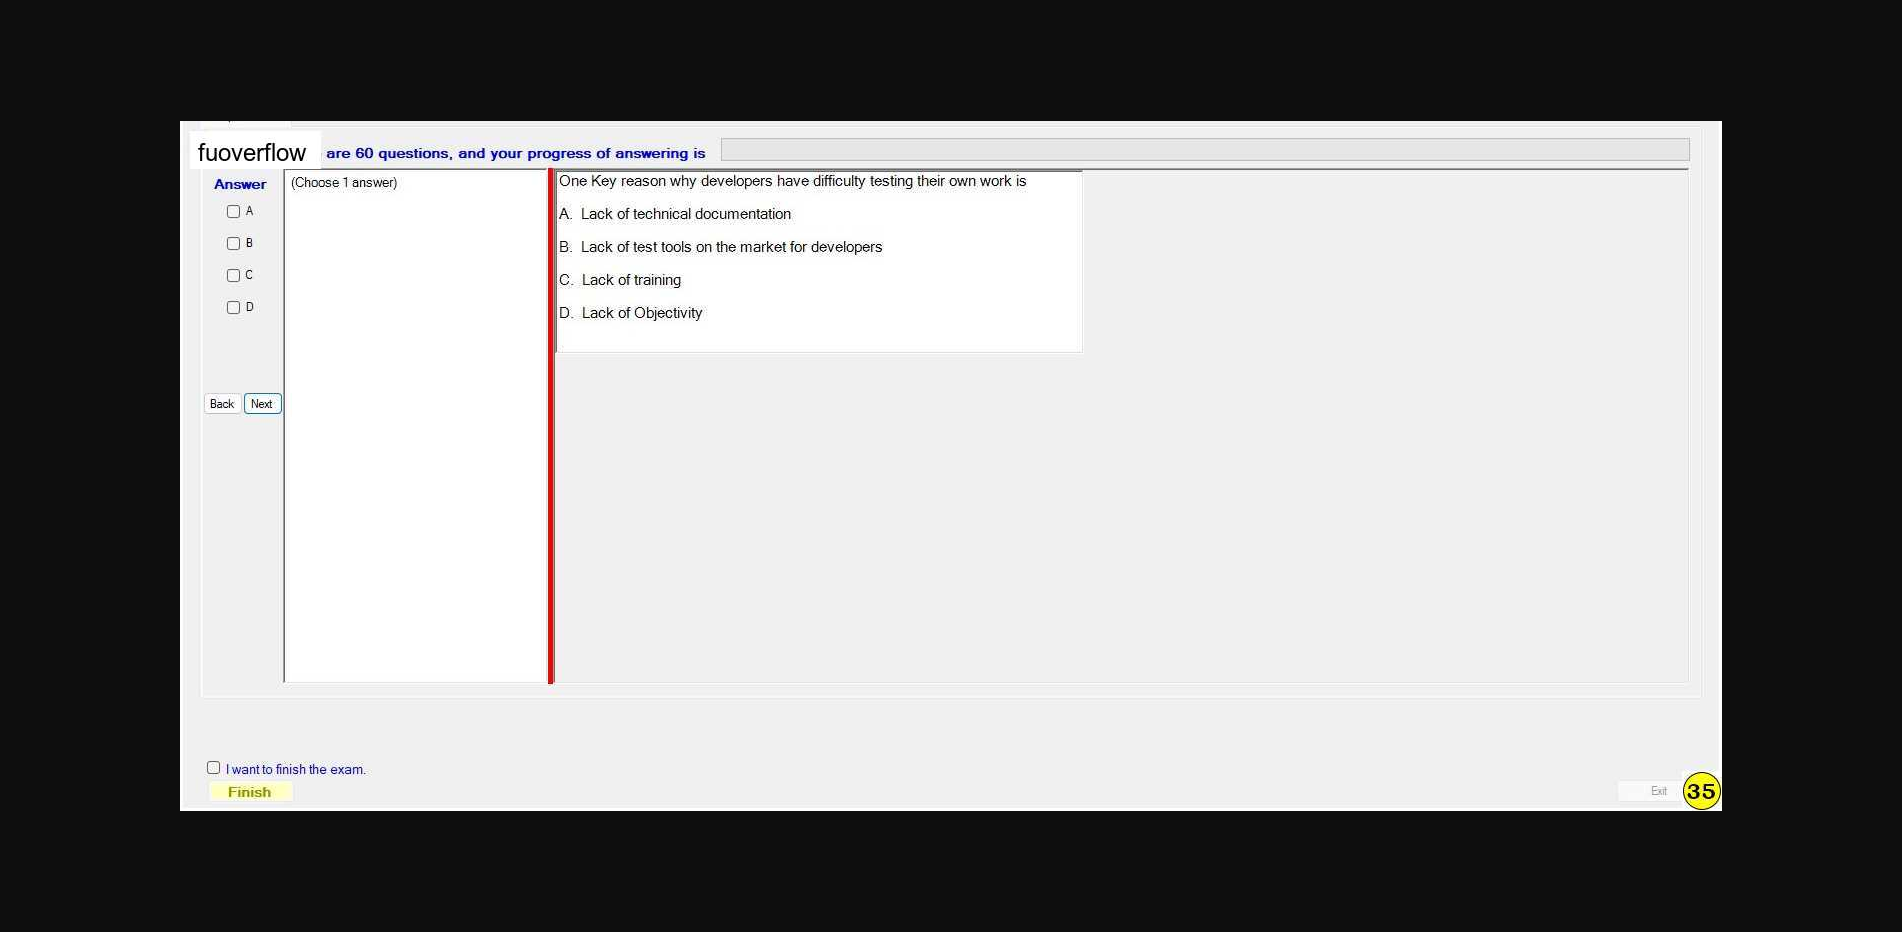 fuoverflow are 60 questions, and your progress of answering is
Answer
(Choose 1 answer)
A
B
C
D
Back Next
One Key reason why developers have difficulty testing their own work is
A. Lack of technical documentation
B. Lack of test tools on the market for developers
C. Lack of training
D. Lack of Objectivity
I want to finish the exam.
Finish
Exit
35